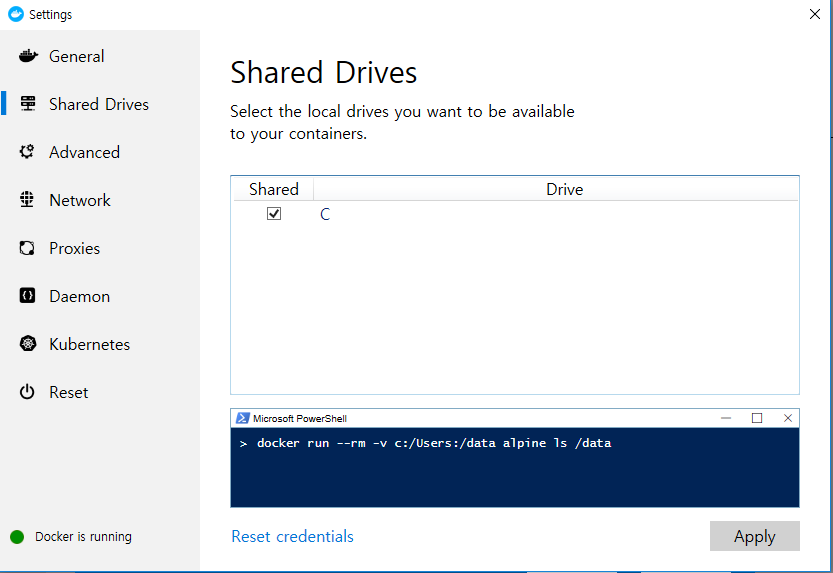 Settings
General
Shared Drives
Advanced
Network
Proxies
Daemon
Kubernetes
Reset
Docker is running
Shared Drives
Select the local drives you want to be available
to your containers.
Shared Drive
C
Microsoft PowerShell
> docker run --rm -v c:/Users:/data alpine ls /data
Reset credentials
Apply